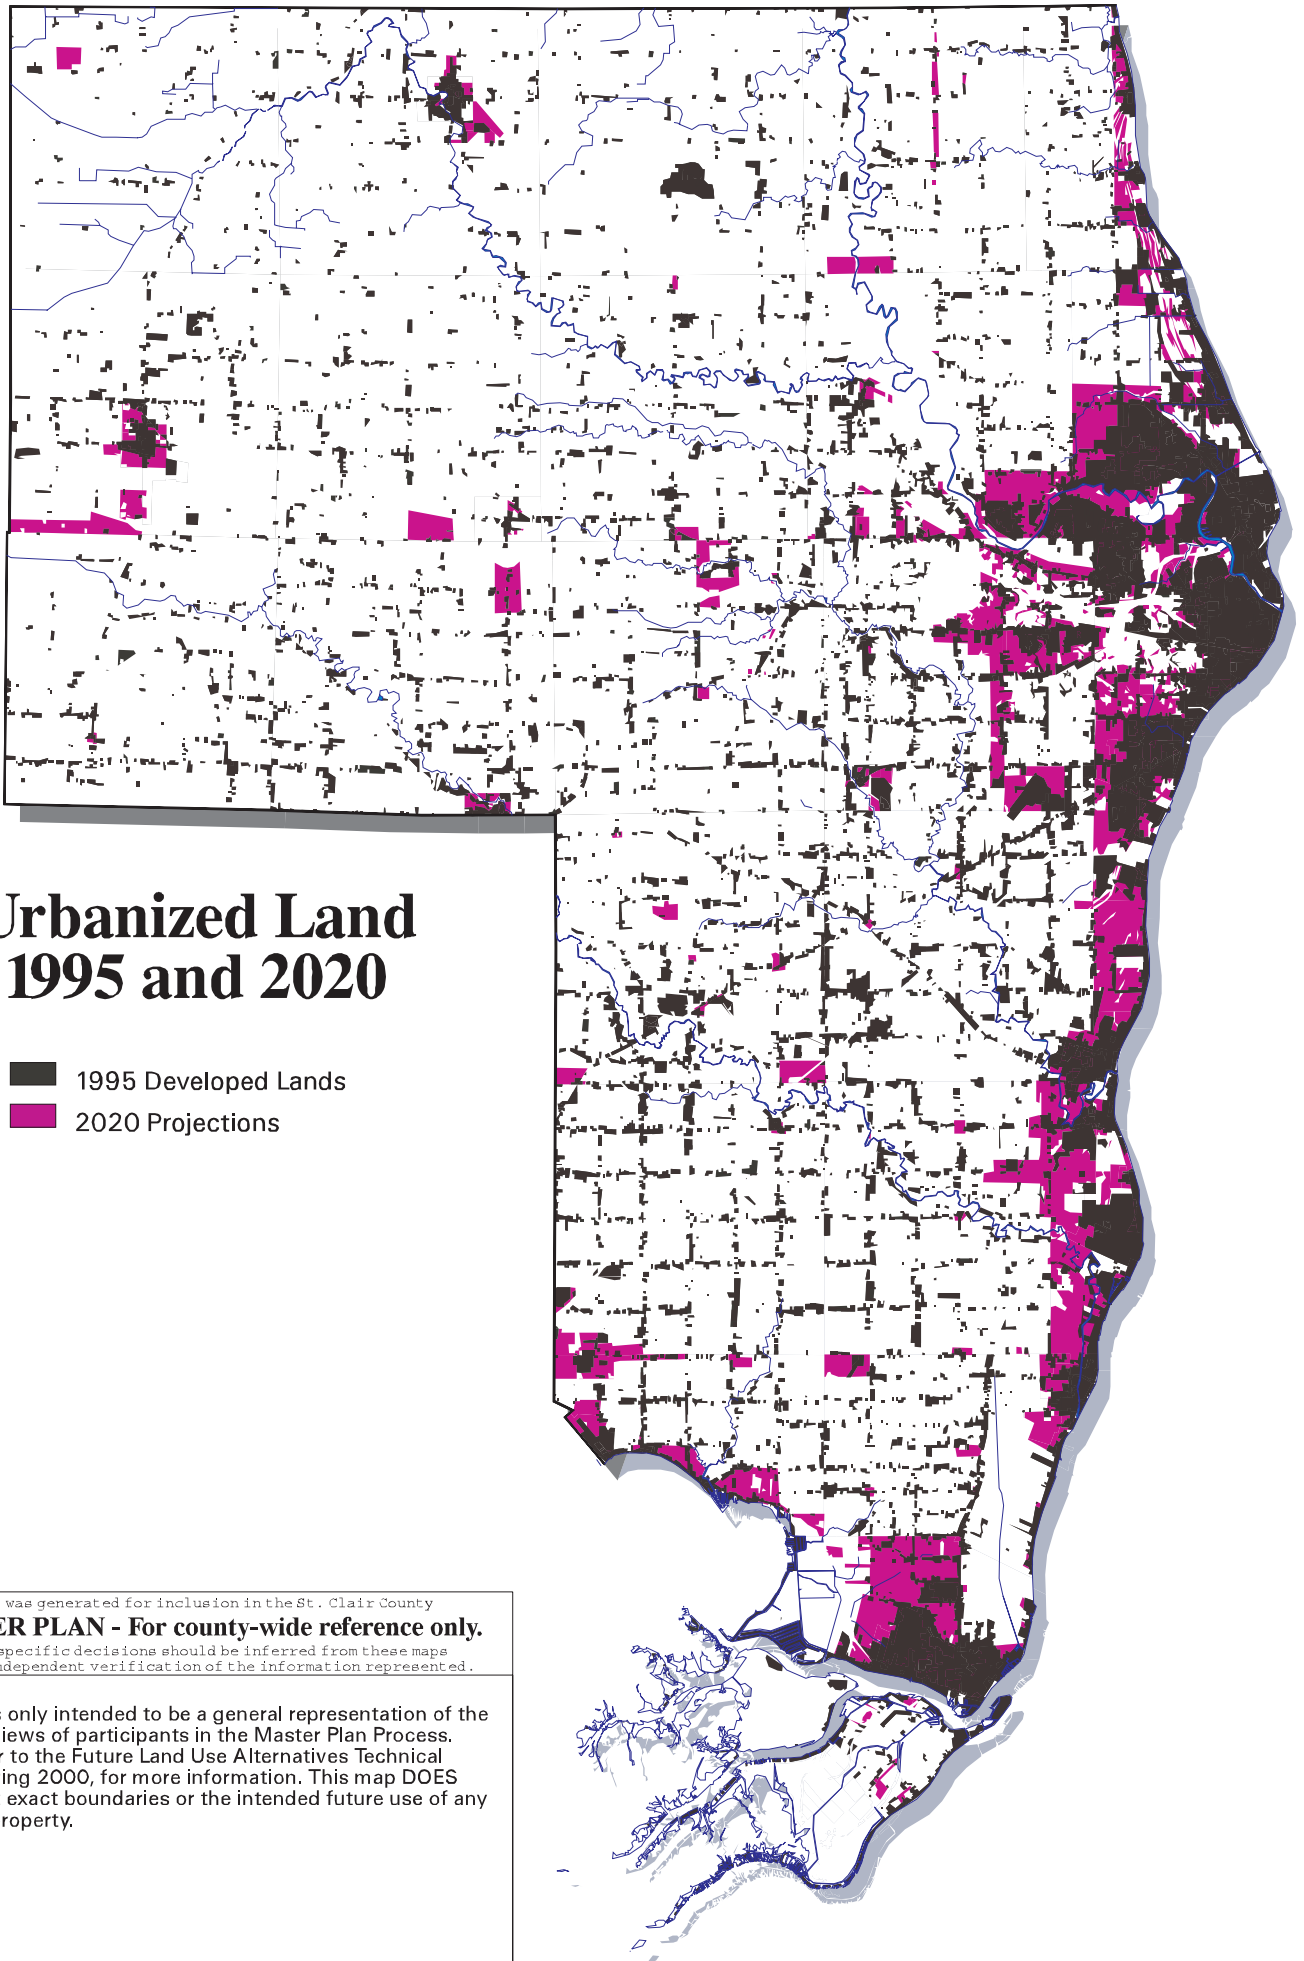 Urbanized Land
1995 and 2020
1995 Developed Lands
2020 Projections
was generated for inclusion in the St. Clair County
ER PLAN - For county-wide reference only.
specific decisions should be inferred from these maps
ndependent verification of the information represented.
s only intended to be a general representation of the
iews of participants in the Master Plan Process.
r to the Future Land Use Alternatives Technical
ing 2000, for more information. This map DOES
t exact boundaries or the intended future use of any
roperty.